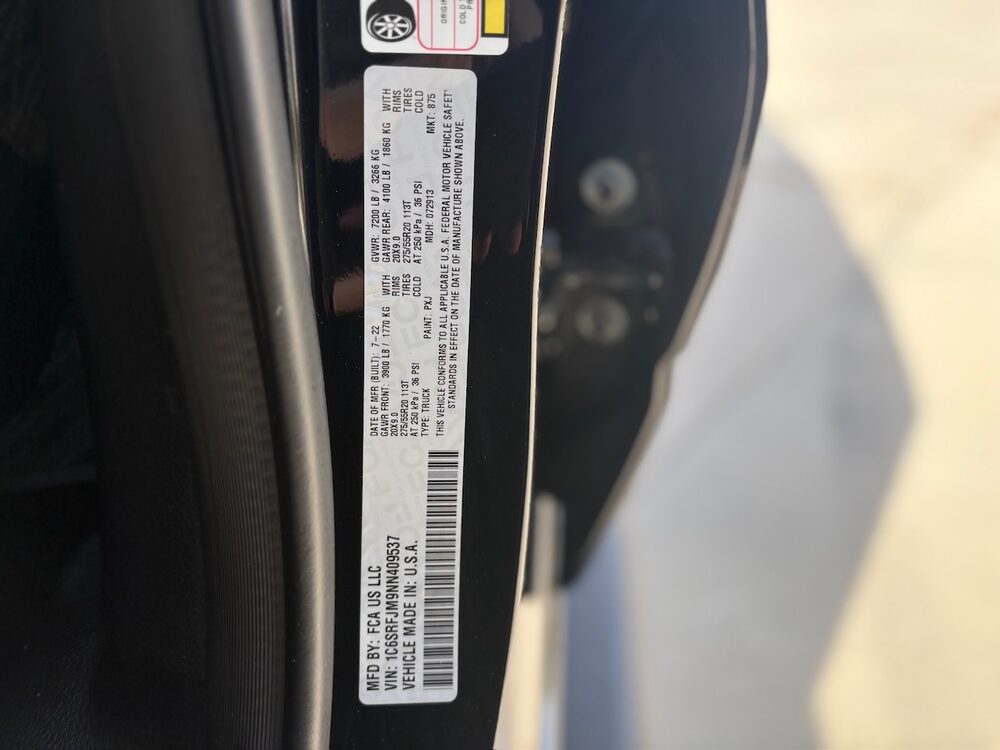 ORIGIN
COLD
MFD BY: FCA US LLC
VIN: 1C6SRFJM9NN409537
VEHICLE MADE IN: U.S.A.
DATE OF MFR (BUILT): 7-22 GVWR: 7200 LB / 3266 KG
GAWR FRONT: 3900 LB / 1770 KG WITH GAWR REAR: 4100 LB / 1860 KG WITH
20X9.0 RIMS 20X9.0 RIMS
275/55R20 113T TIRES 275/55R20 113T TIRES
AT 250 kPa / 36 PSI COLD AT 250 kPa / 36 PSI COLD
TYPE: TRUCK PAINT: PXJ MDH: 072913 MKT: 875
THIS VEHICLE CONFORMS TO ALL APPLICABLE U.S.A. FEDERAL MOTOR VEHICLE SAFETY
STANDARDS IN EFFECT ON THE DATE OF MANUFACTURE SHOWN ABOVE.